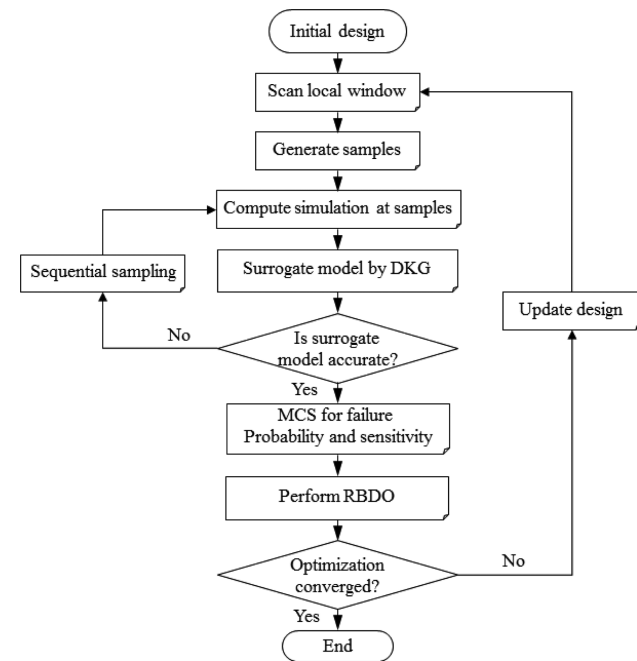 Initial design
Scan local window
Generate samples
Compute simulation at samples
Sequential sampling
Surrogate model by DKG
Update design
No
Is surrogate
model accurate?
Yes
MCS for failure
Probability and sensitivity
Perform RBDO
Optimization
converged?
No
Yes
End